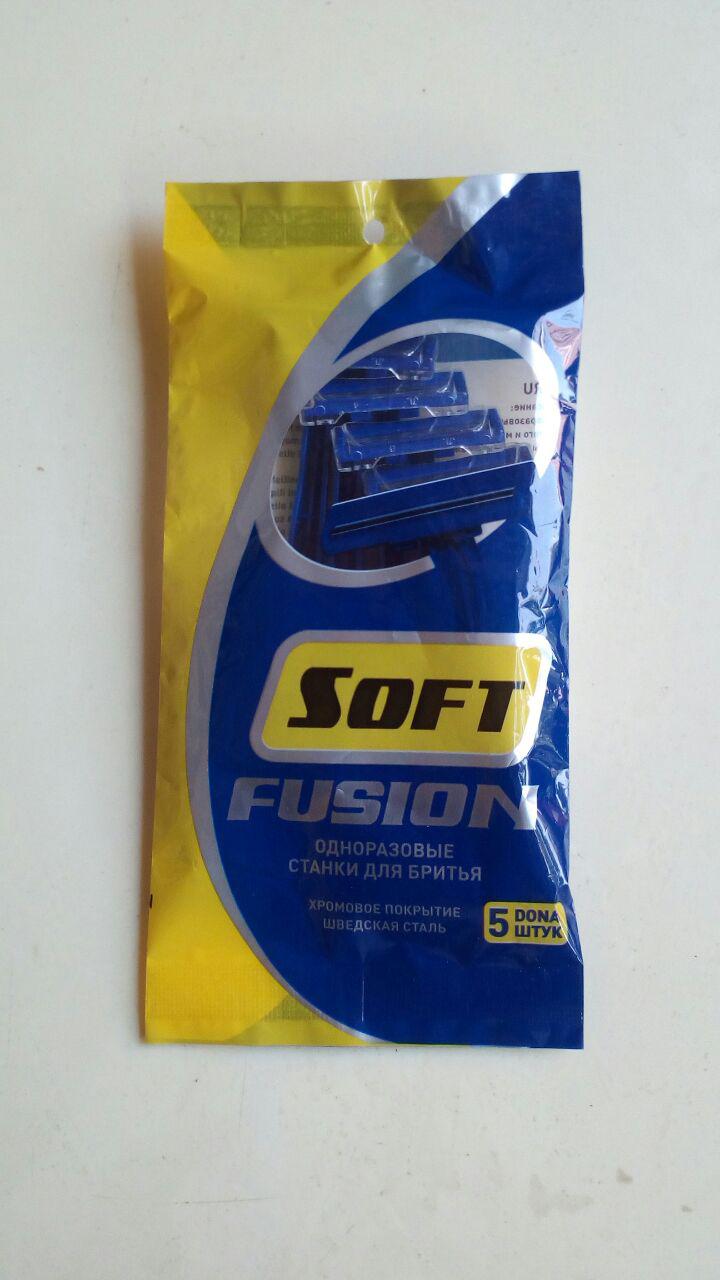 SOFT
FUSION
ОДНОРАЗОВЫЕ
СТАНКИ ДЛЯ БРИТЬЯ
ХРОМОВОЕ ПОКРЫТИЕ
ШВЕДСКАЯ СТАЛЬ
5 DONA
ШТУК